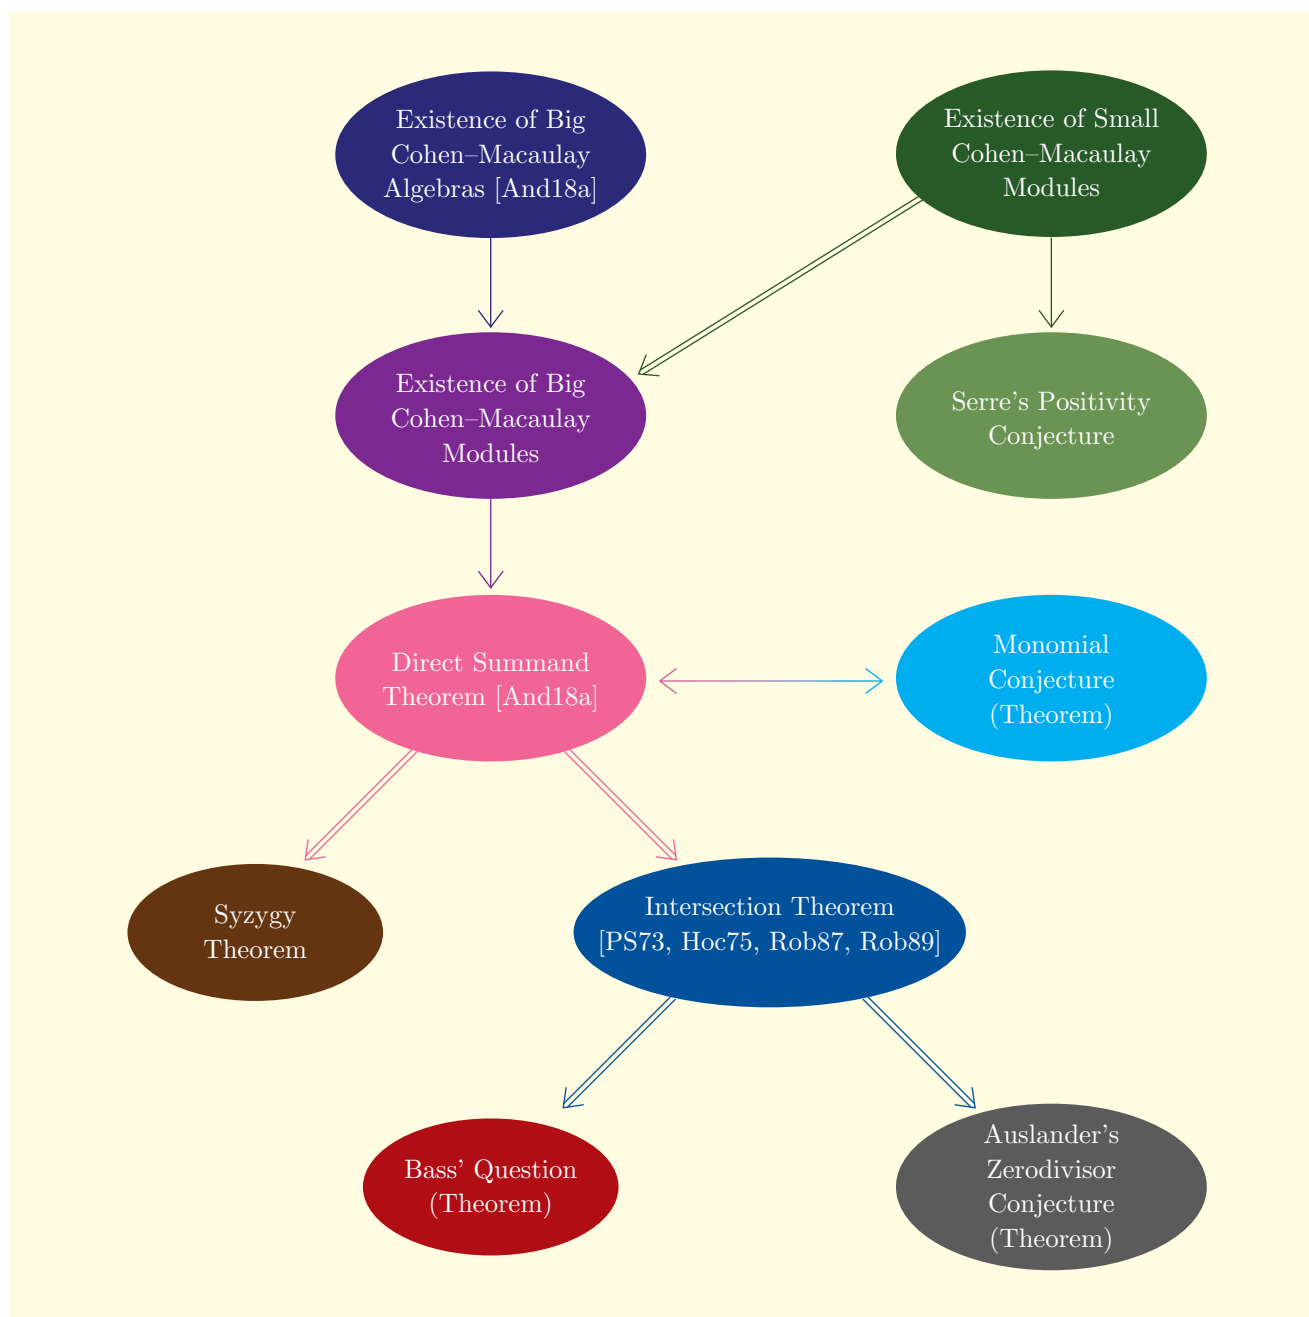 Existence of Big
Cohen–Macaulay
Algebras [And18a]
Existence of Small
Cohen–Macaulay
Modules
Existence of Big
Cohen–Macaulay
Modules
Serre's Positivity
Conjecture
Direct Summand
Theorem [And18a]
Monomial
Conjecture
(Theorem)
Syzygy
Theorem
Intersection Theorem
[PS73, Hoc75, Rob87, Rob89]
Bass' Question
(Theorem)
Auslander's
Zerodivisor
Conjecture
(Theorem)